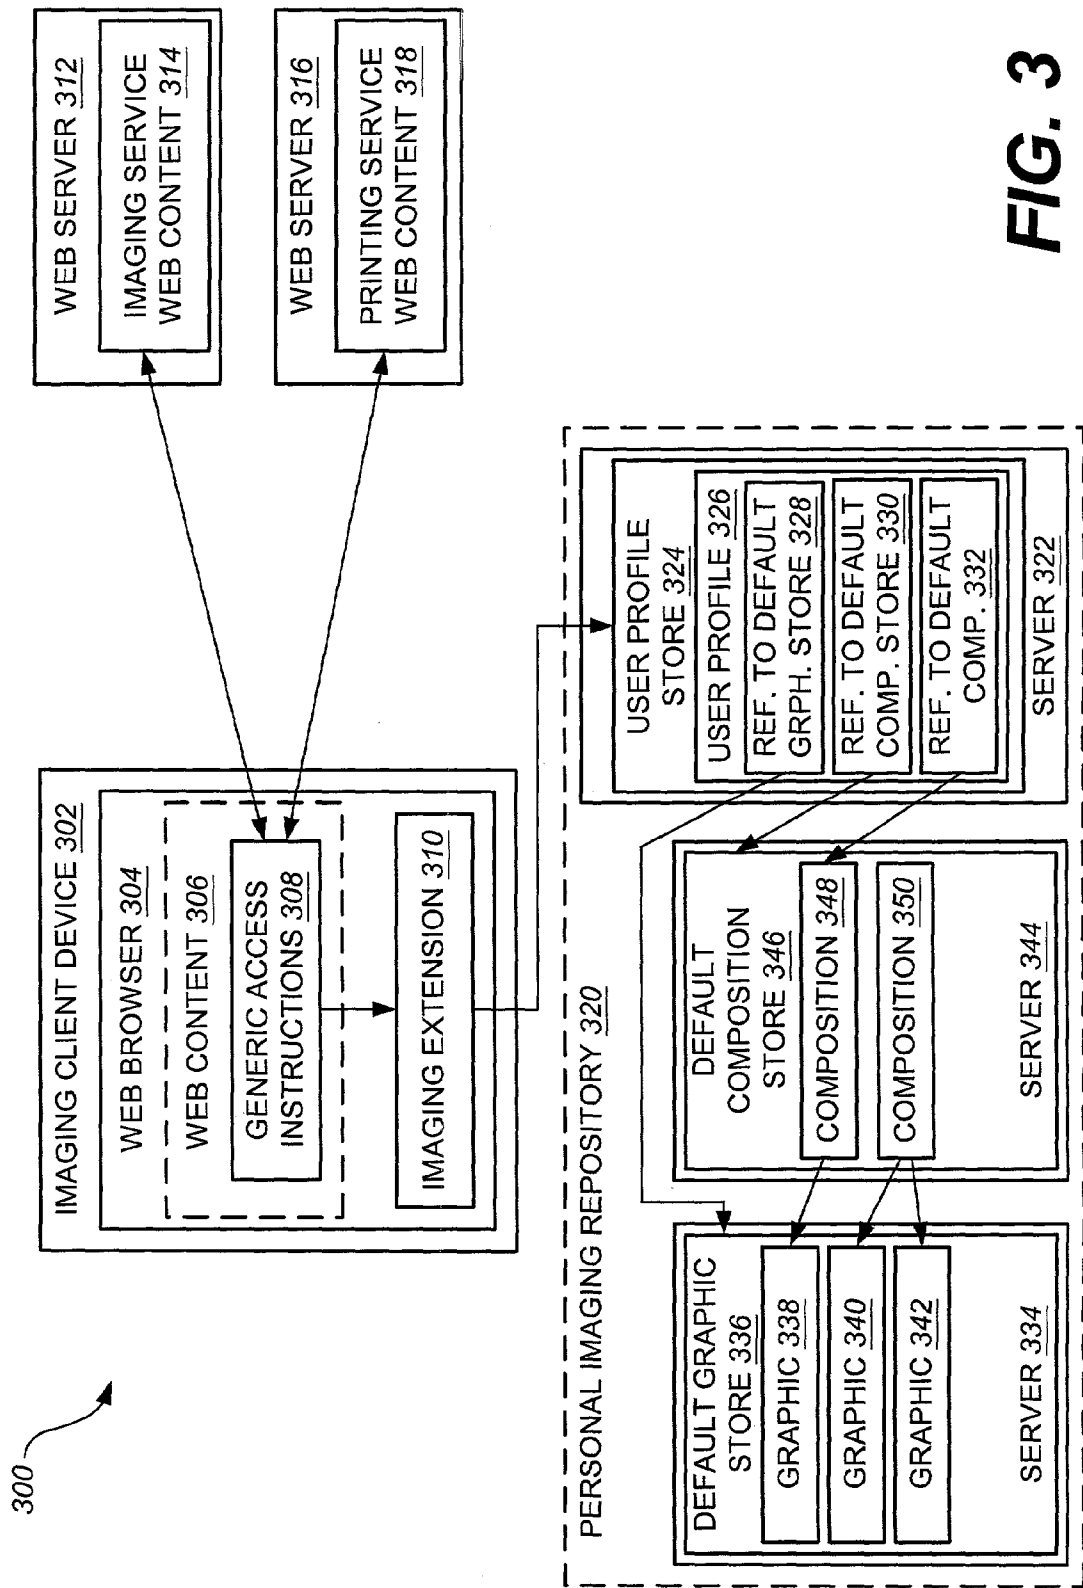 300
IMAGING CLIENT DEVICE 302
WEB BROWSER 304
WEB CONTENT 306
GENERIC ACCESS
INSTRUCTIONS 308
IMAGING EXTENSION 310
WEB SERVER 312
IMAGING SERVICE
WEB CONTENT 314
WEB SERVER 316
PRINTING SERVICE
WEB CONTENT 318
PERSONAL IMAGING REPOSITORY 320
DEFAULT GRAPHIC
STORE 336
GRAPHIC 338
GRAPHIC 340
GRAPHIC 342
SERVER 334
DEFAULT
COMPOSITION
STORE 346
COMPOSITION 348
COMPOSITION 350
SERVER 344
USER PROFILE
STORE 324
USER PROFILE 326
REF. TO DEFAULT
GRPH. STORE 328
REF. TO DEFAULT
COMP. STORE 330
REF. TO DEFAULT
COMP. 332
SERVER 322
FIG. 3